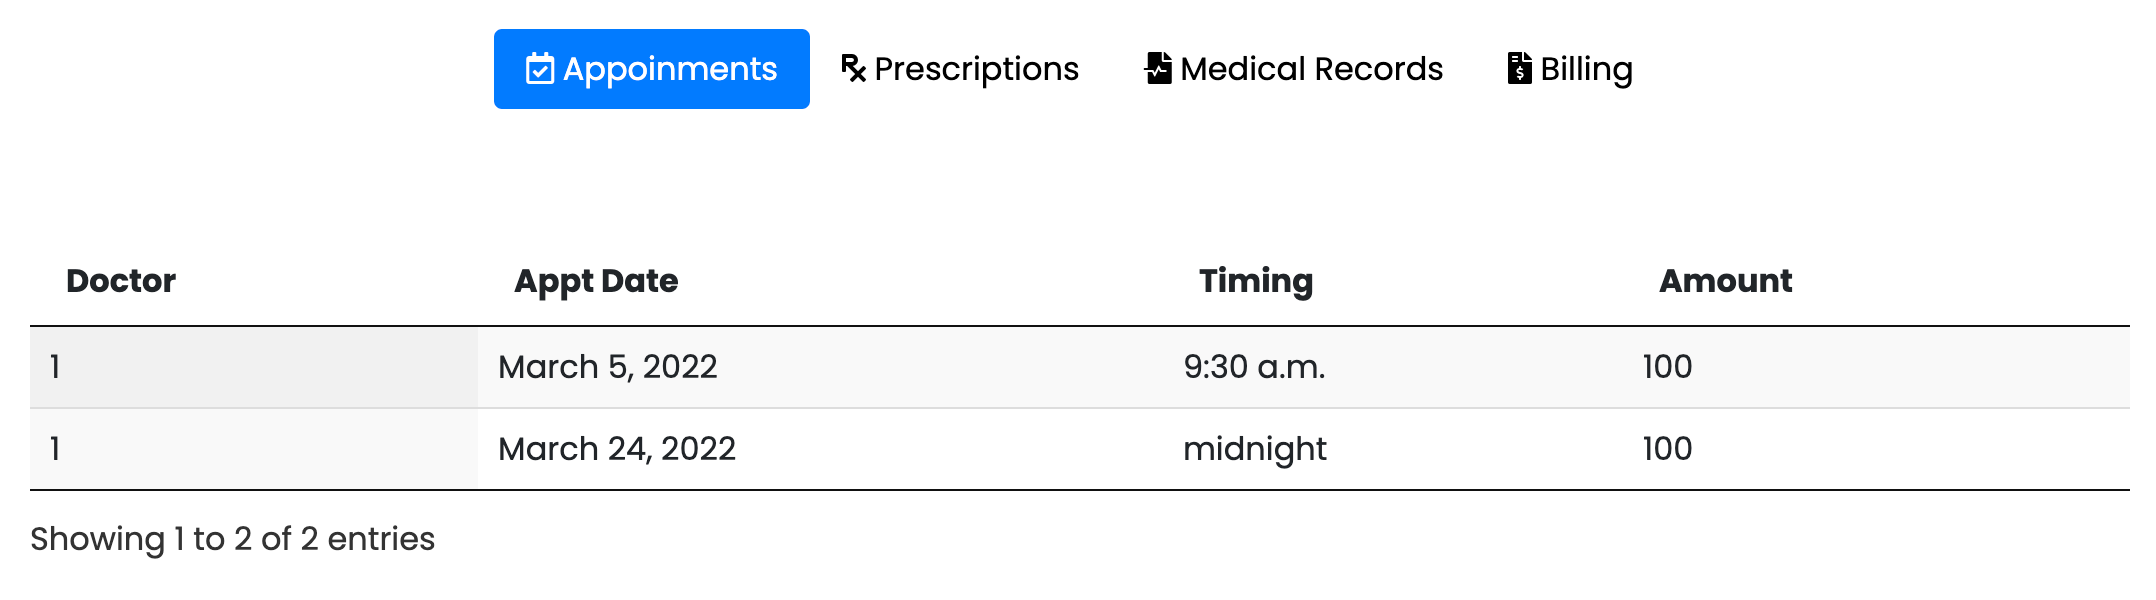 Appoinments Prescriptions Medical Records Billing
Doctor Appt Date Timing Amount
1 March 5, 2022 9:30 a.m. 100
1 March 24, 2022 midnight 100
Showing 1 to 2 of 2 entries